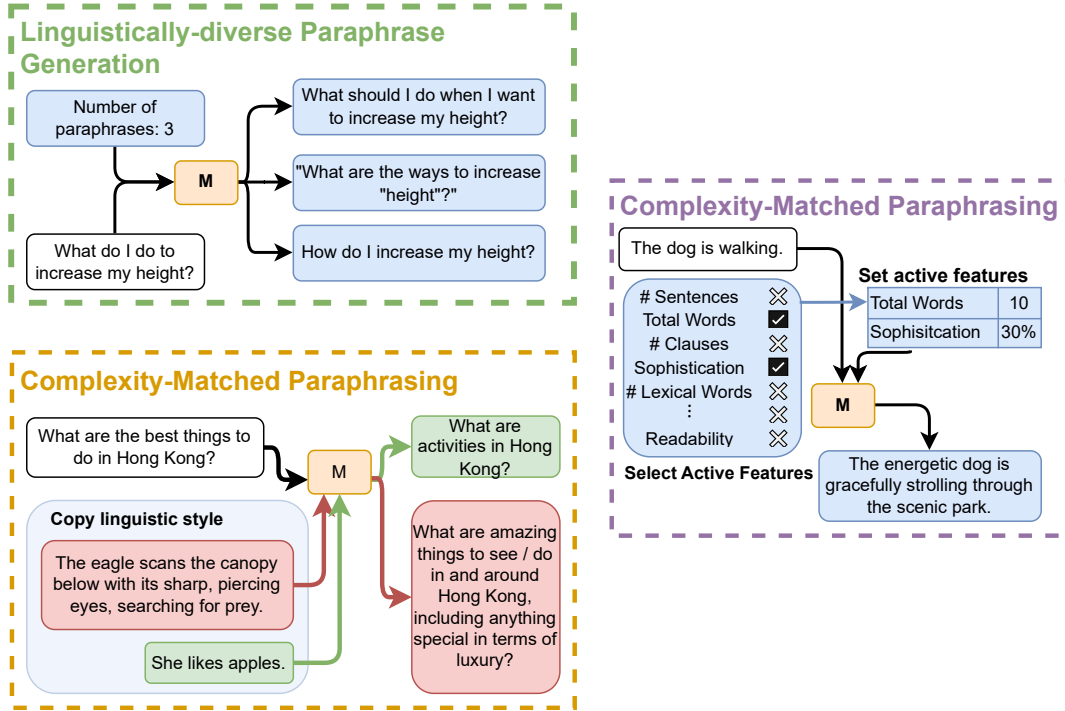 Linguistically-diverse Paraphrase
Generation
Number of
paraphrases: 3
M
What do I do to
increase my height?
What should I do when I want
to increase my height?
"What are the ways to increase
"height"?"
How do I increase my height?
Complexity-Matched Paraphrasing
What are the best things to
do in Hong Kong?
M
Copy linguistic style
The eagle scans the canopy
below with its sharp, piercing
eyes, searching for prey.
She likes apples.
What are
activities in Hong
Kong?
What are amazing
things to see / do
in and around
Hong Kong,
including anything
special in terms of
luxury?
Complexity-Matched Paraphrasing
The dog is walking.
# Sentences
Total Words
# Clauses
Sophistication
# Lexical Words
⋮
Readability
Select Active Features
Set active features
Total Words 10
Sophisitcation 30%
M
The energetic dog is
gracefully strolling through
the scenic park.